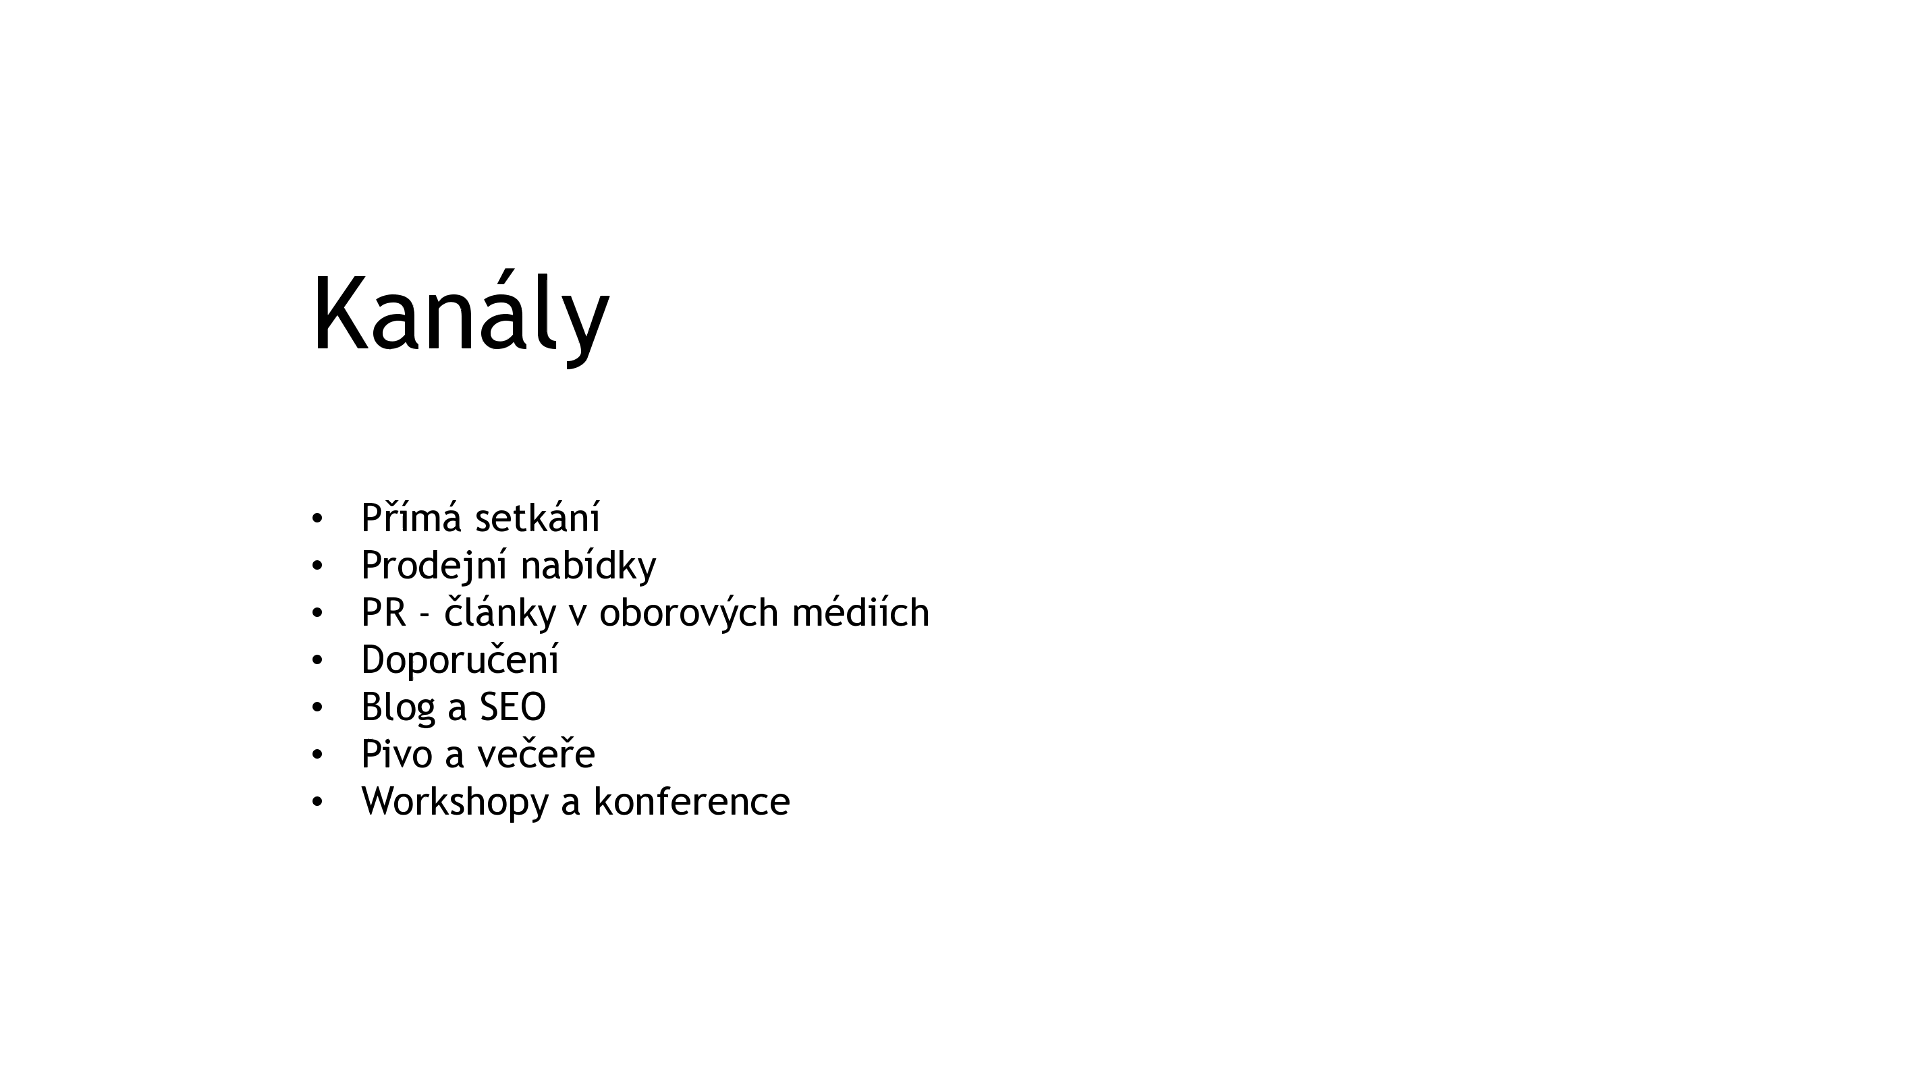 Kanály
• Přímá setkání
• Prodejní nabídky
• PR - články v oborových médiích
• Doporučení
• Blog a SEO
• Pivo a večeře
• Workshopy a konference